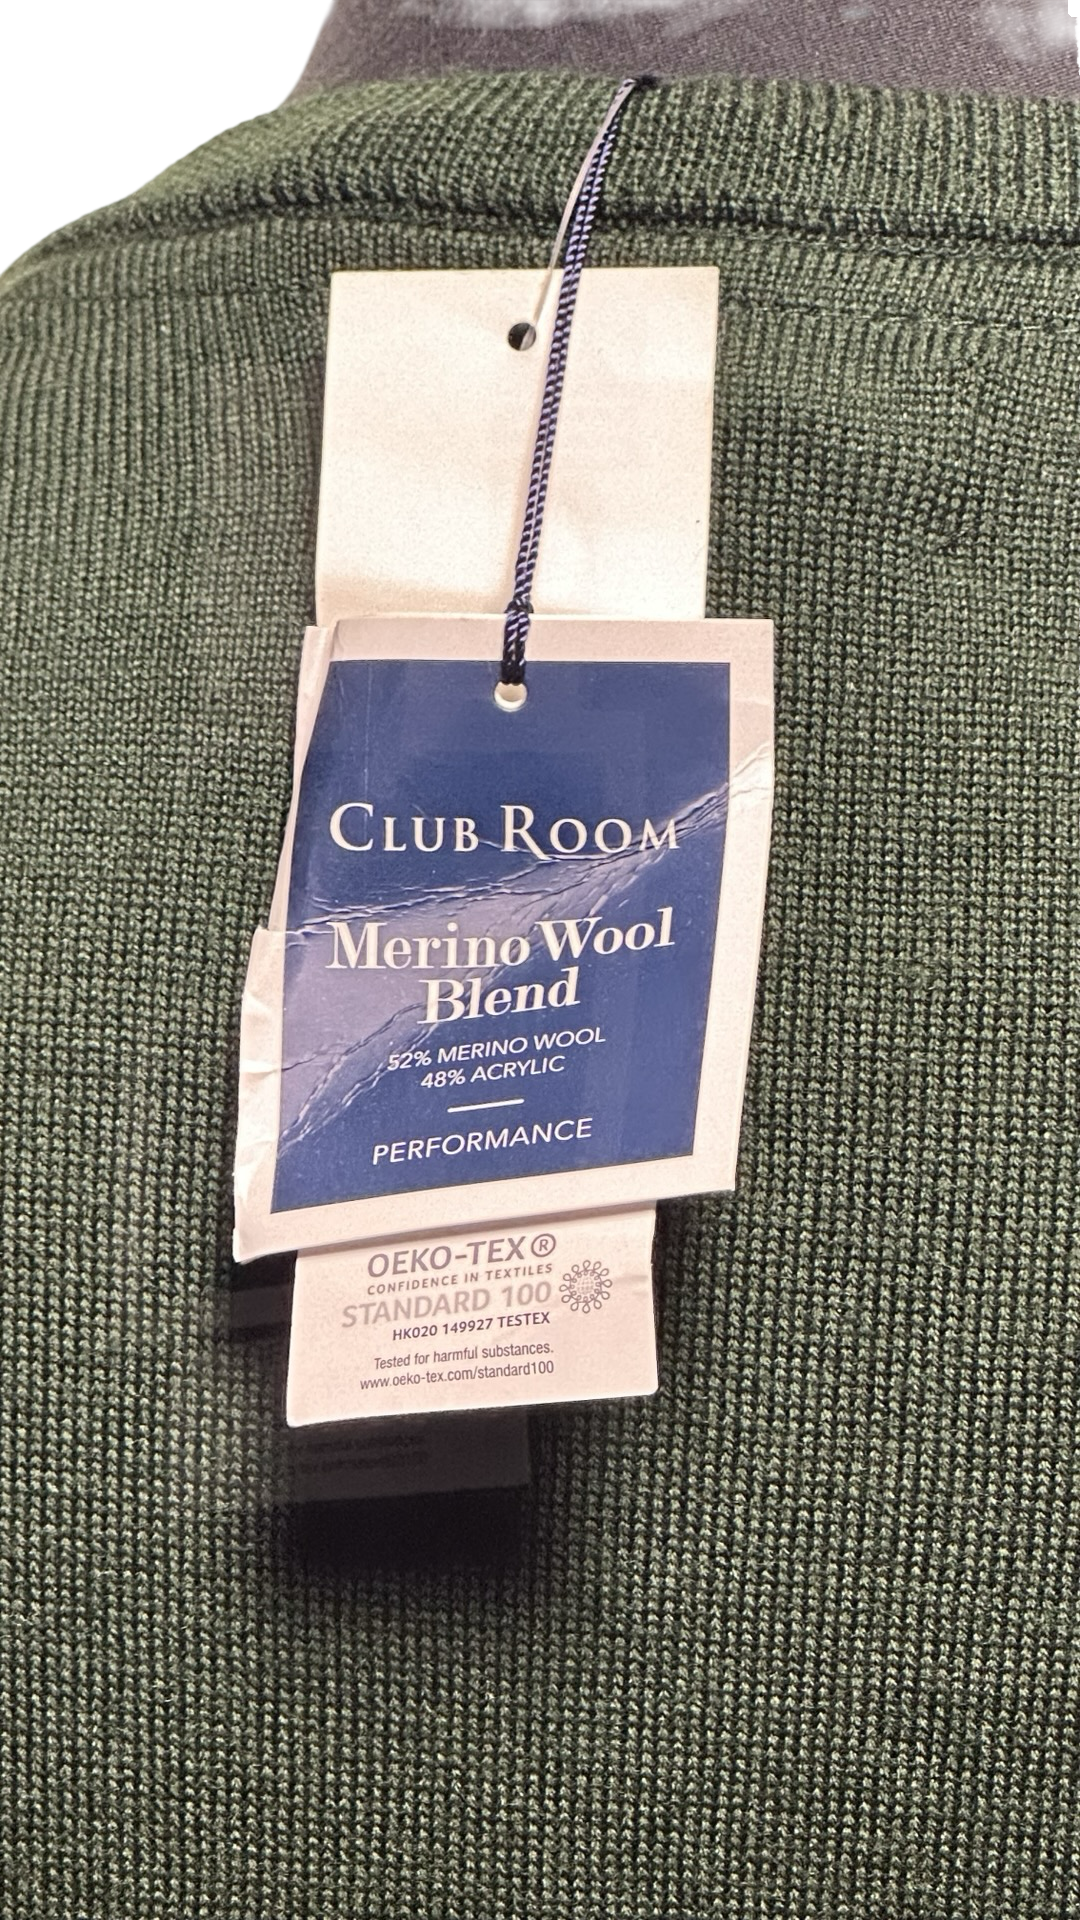 CLUB ROOM
Merino Wool
Blend
52% MERINO WOOL
48% ACRYLIC
PERFORMANCE
OEKO-TEX®
CONFIDENCE IN TEXTILES
STANDARD 100
HK020 149927 TESTEX
Tested for harmful substances.
www.oeko-tex.com/standard100